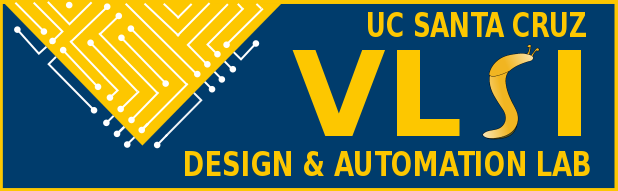 UC SANTA CRUZ
VLSI
DESIGN & AUTOMATION LAB